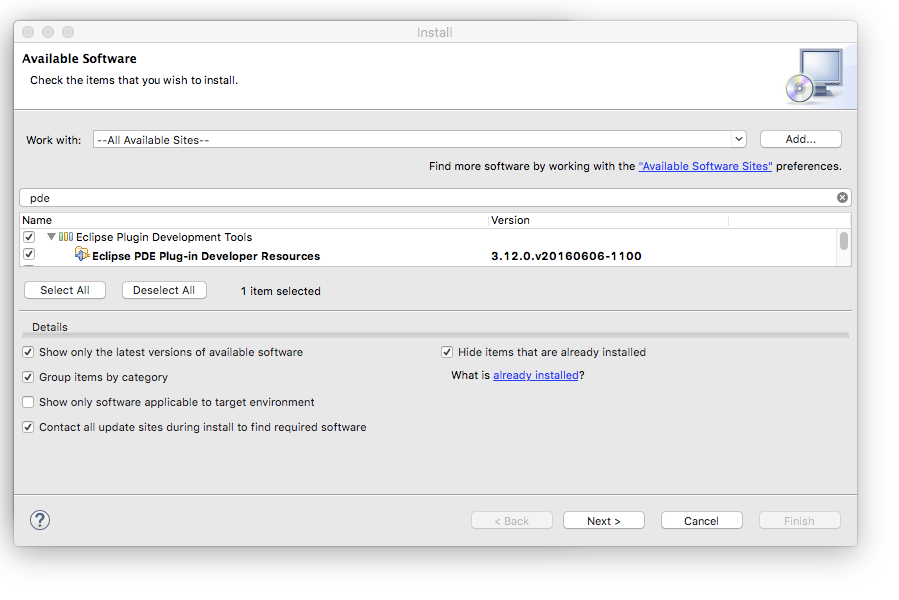 Install
Available Software
Check the items that you wish to install.
Work with: --All Available Sites-- Add...
Find more software by working with the "Available Software Sites" preferences.
pde
Name Version
Eclipse Plugin Development Tools
Eclipse PDE Plug-in Developer Resources 3.12.0.v20160606-1100
Select All Deselect All 1 item selected
Details
Show only the latest versions of available software Hide items that are already installed
Group items by category What is already installed?
Show only software applicable to target environment
Contact all update sites during install to find required software
? < Back Next > Cancel Finish